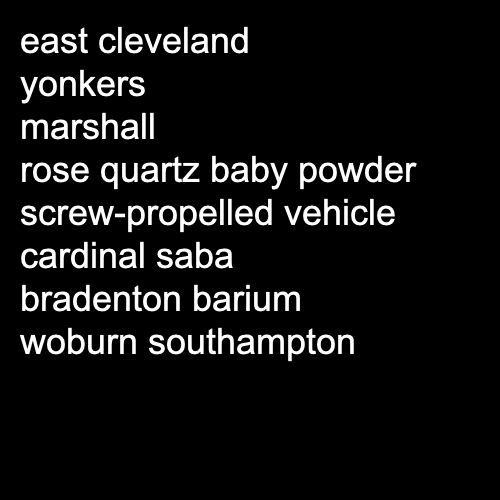 east cleveland
yonkers
marshall
rose quartz baby powder
screw-propelled vehicle
cardinal saba
bradenton barium
woburn southampton